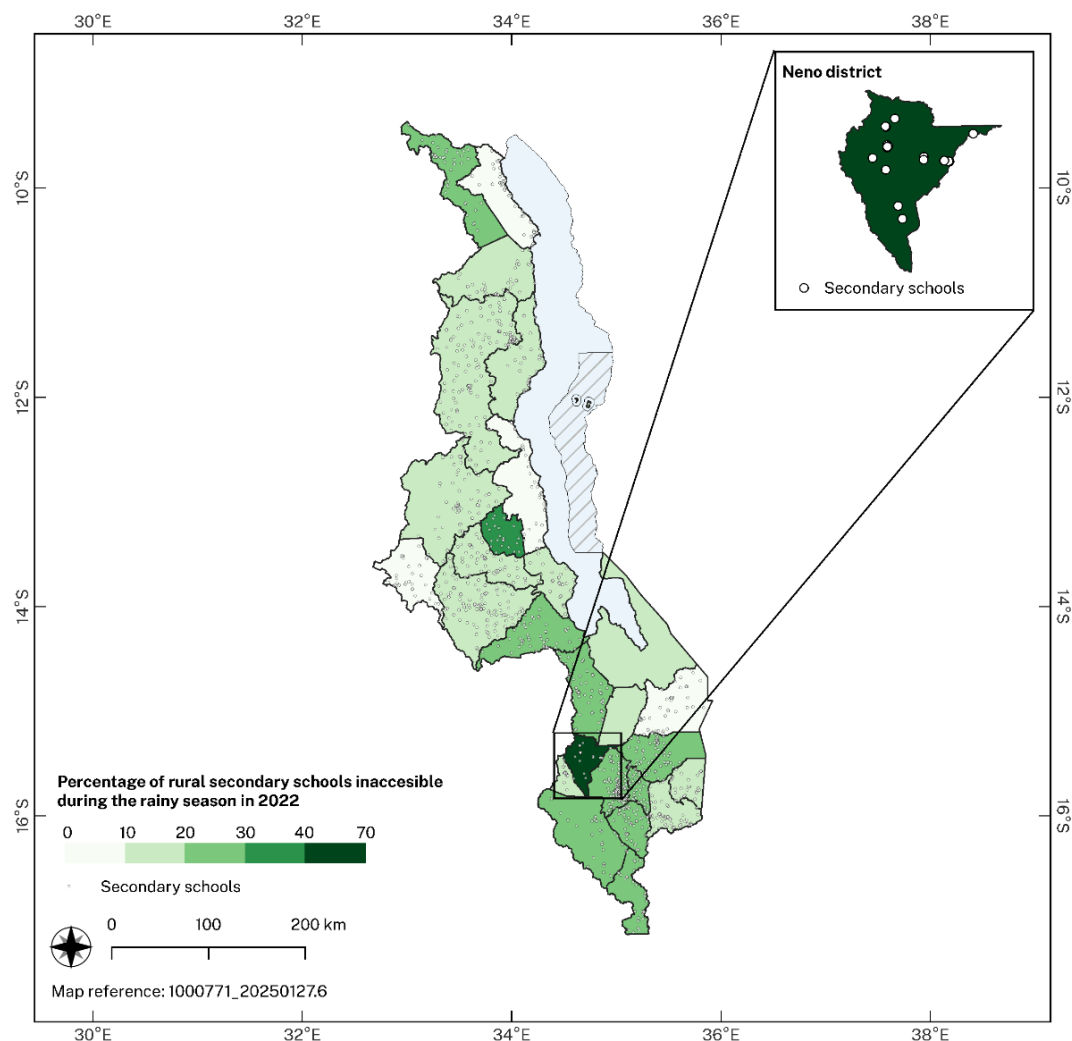 30°E 32°E 34°E 36°E 38°E
Neno district
Secondary schools
10°S 10°S
12°S 12°S
14°S 14°S
16°S 16°S
Percentage of rural secondary schools inaccesible
during the rainy season in 2022
0 10 20 30 40 70
Secondary schools
0 100 200 km
Map reference: 1000771_20250127.6
30°E 32°E 34°E 36°E 38°E